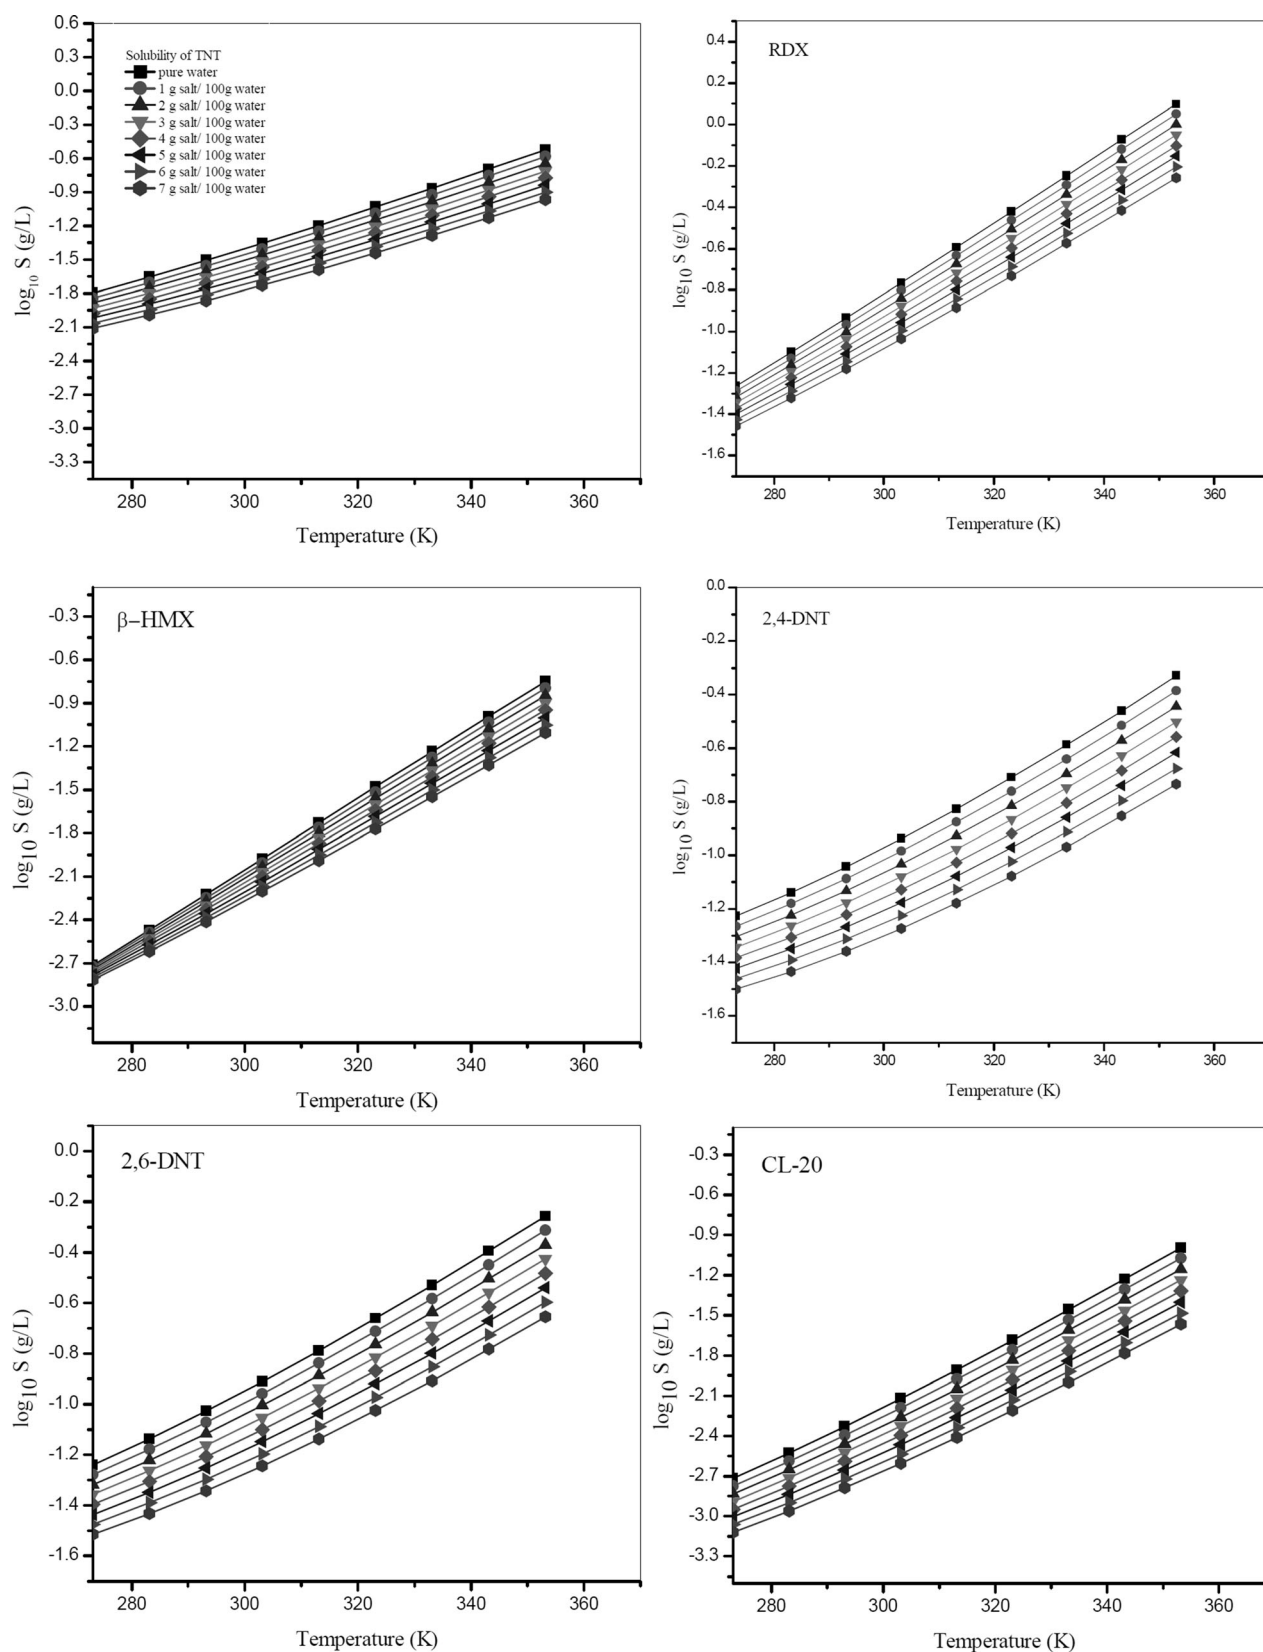 0.6
0.3
0.0
-0.3
-0.6
-0.9
-1.2
-1.5
-1.8
-2.1
-2.4
-2.7
-3.0
-3.3
log10 S (g/L)
Solubility of TNT
pure water
1 g salt/ 100g water
2 g salt/ 100g water
3 g salt/ 100g water
4 g salt/ 100g water
5 g salt/ 100g water
6 g salt/ 100g water
7 g salt/ 100g water
280 300 320 340 360
Temperature (K)
RDX
0.4
0.2
0.0
-0.2
-0.4
-0.6
-0.8
-1.0
-1.2
-1.4
-1.6
log10 S (g/L)
280 300 320 340 360
Temperature (K)
β–HMX
-0.3
-0.6
-0.9
-1.2
-1.5
-1.8
-2.1
-2.4
-2.7
-3.0
log10 S (g/L)
280 300 320 340 360
Temperature (K)
2,4-DNT
0.0
-0.2
-0.4
-0.6
-0.8
-1.0
-1.2
-1.4
-1.6
log10 S (g/L)
280 300 320 340 360
Temperature (K)
2,6-DNT
0.0
-0.2
-0.4
-0.6
-0.8
-1.0
-1.2
-1.4
-1.6
log10 S (g/L)
280 300 320 340 360
Temperature (K)
CL-20
-0.3
-0.6
-0.9
-1.2
-1.5
-1.8
-2.1
-2.4
-2.7
-3.0
-3.3
log10 S (g/L)
280 300 320 340 360
Temperature (K)